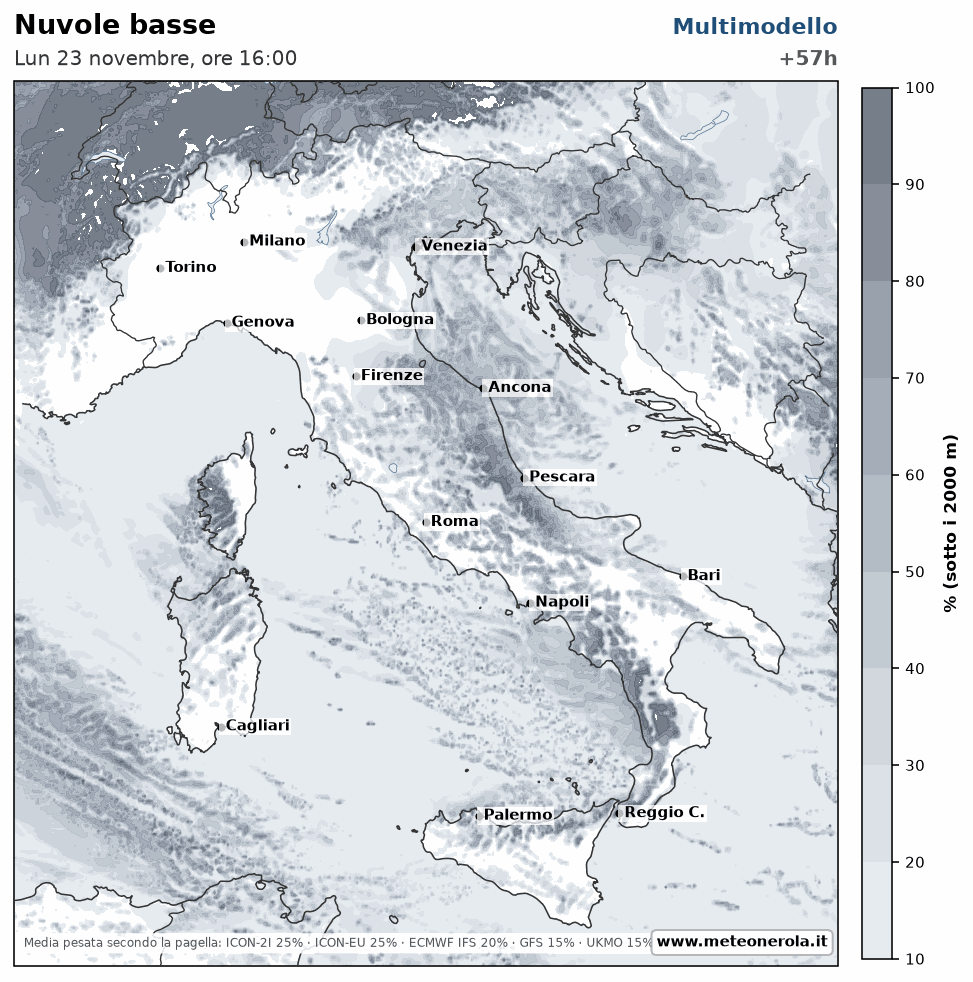 Nuvole basse
Multimodello
Lun 23 novembre, ore 16:00
+57h
100
90
80
70
60
50
40
30
20
10
% (sotto i 2000 m)
Milano
Venezia
Torino
Genova
Bologna
Firenze
Ancona
Pescara
Roma
Bari
Napoli
Cagliari
Palermo
Reggio C.
Media pesata secondo la pagella: ICON-2I 25% · ICON-EU 25% · ECMWF IFS 20% · GFS 15% · UKMO 15%
www.meteonerola.it